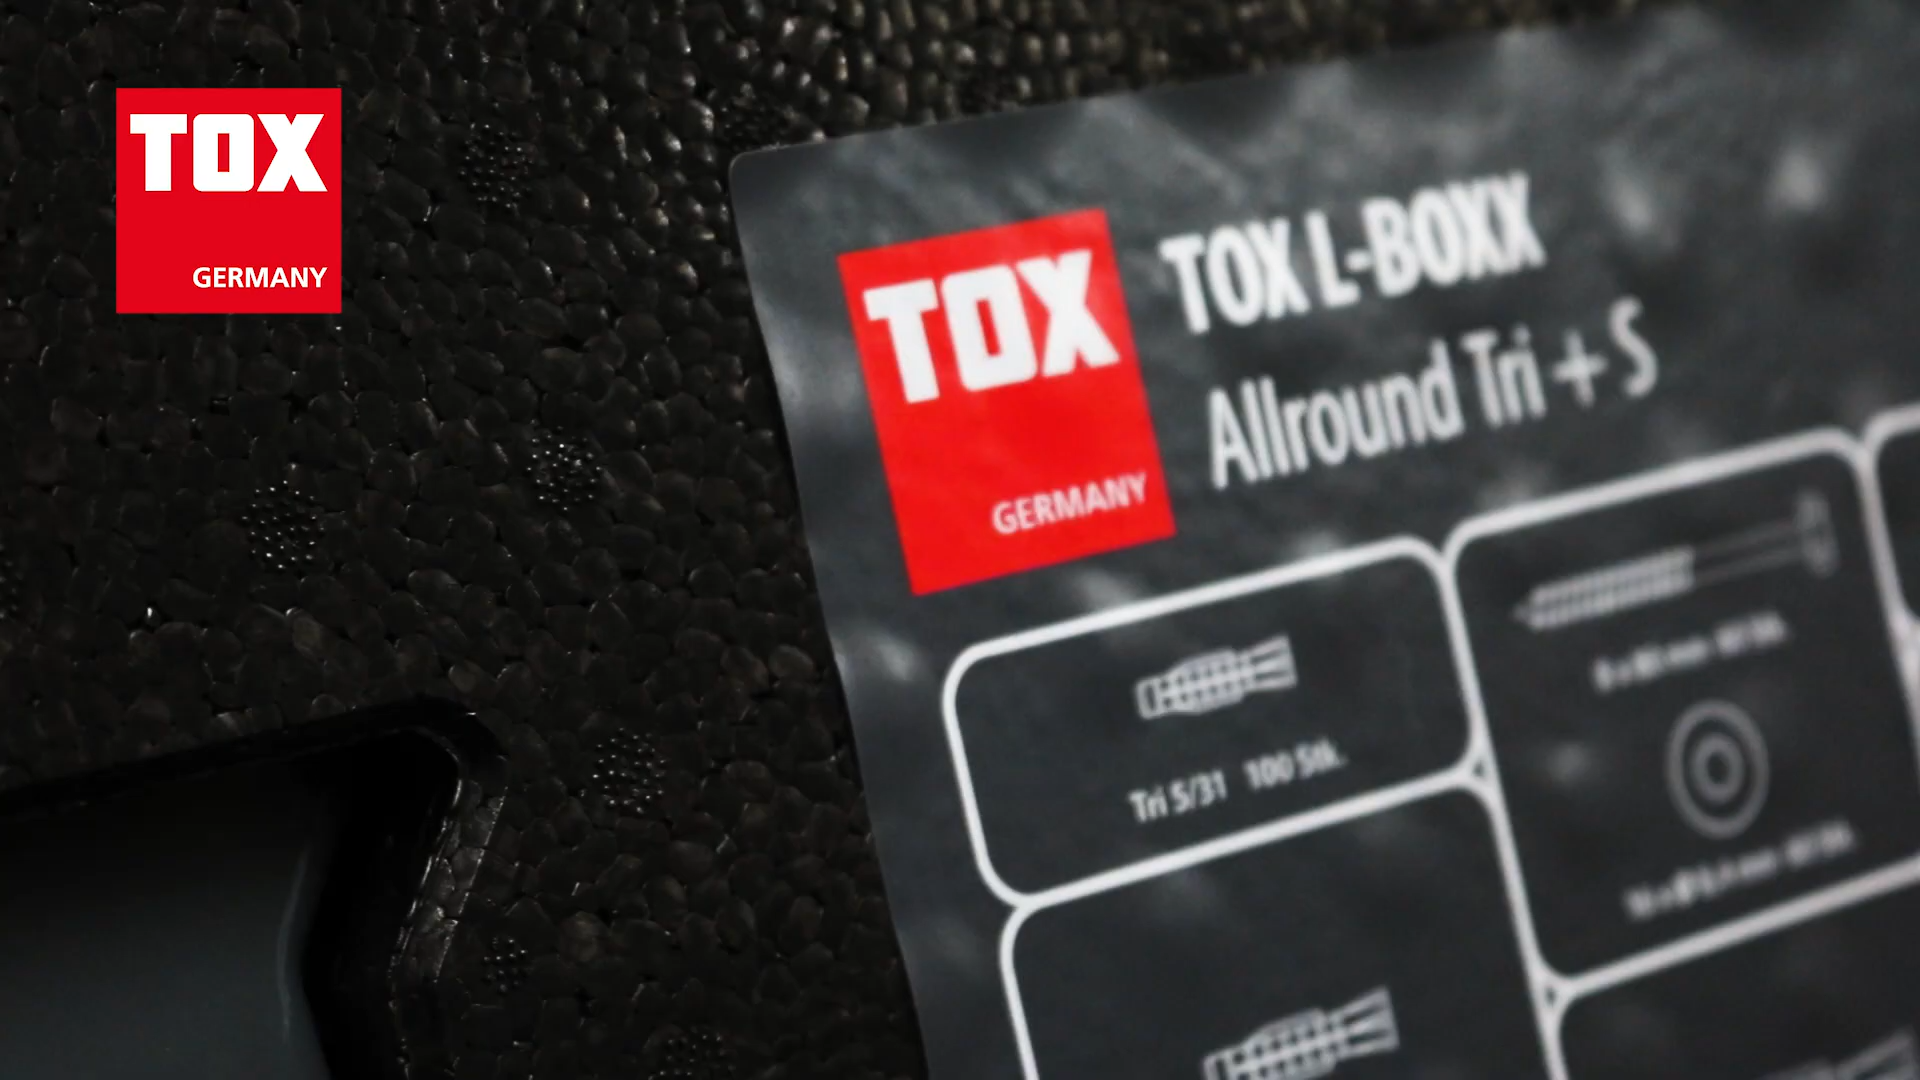 TOX
GERMANY
TOX
GERMANY
TOX L-BOXX
Allround Tri + S
Tri 5/31 100 Stk.